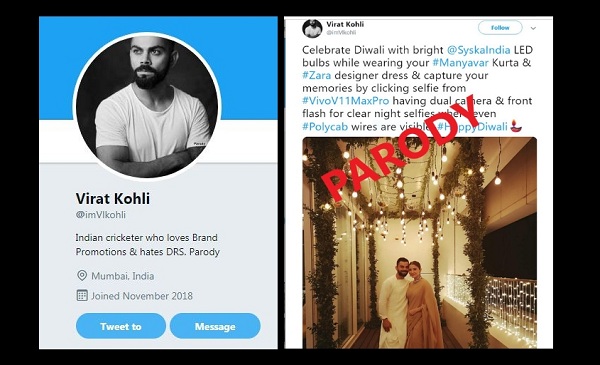 Virat Kohli
@imVlkohli
Indian cricketer who loves Brand
Promotions & hates DRS. Parody
Mumbai, India
Joined November 2018
Tweet to
Message
Virat Kohli
@imVlkohli
Follow
Celebrate Diwali with bright @SyskaIndia LED
bulbs while wearing your #Manyavar Kurta &
#Zara designer dress & capture your
memories by clicking selfie from
#VivoV11MaxPro having dual camera & front
flash for clear night selfies when even
#Polycab wires are visible #HappyDiwali
PARODY